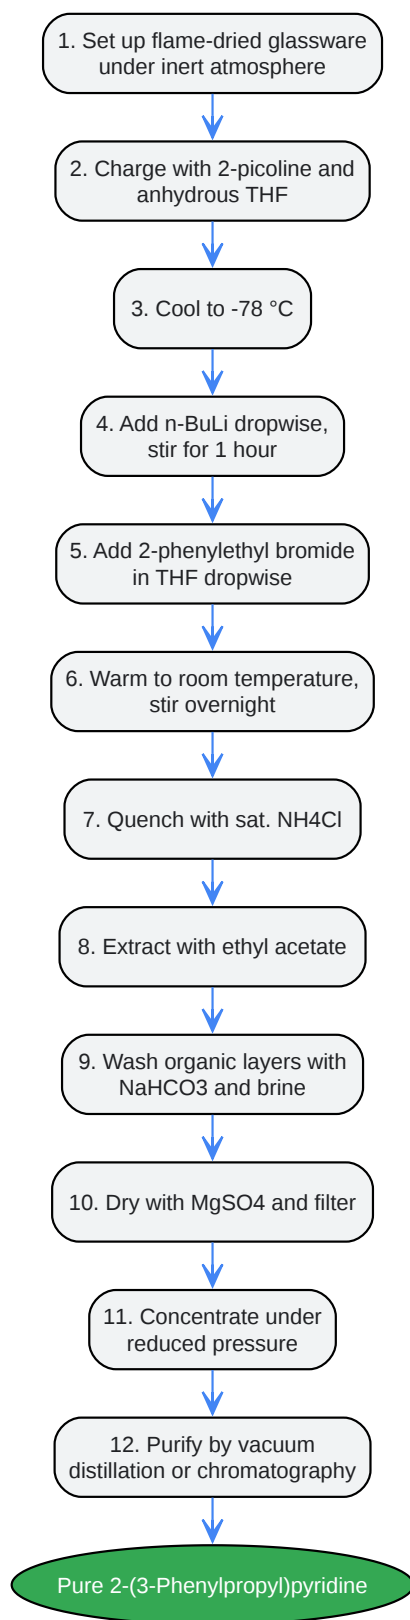 1. Set up flame-dried glassware
under inert atmosphere
2. Charge with 2-picoline and
anhydrous THF
3. Cool to -78 °C
4. Add n-BuLi dropwise,
stir for 1 hour
5. Add 2-phenylethyl bromide
in THF dropwise
6. Warm to room temperature,
stir overnight
7. Quench with sat. NH4Cl
8. Extract with ethyl acetate
9. Wash organic layers with
NaHCO3 and brine
10. Dry with MgSO4 and filter
11. Concentrate under
reduced pressure
12. Purify by vacuum
distillation or chromatography
Pure 2-(3-Phenylpropyl)pyridine